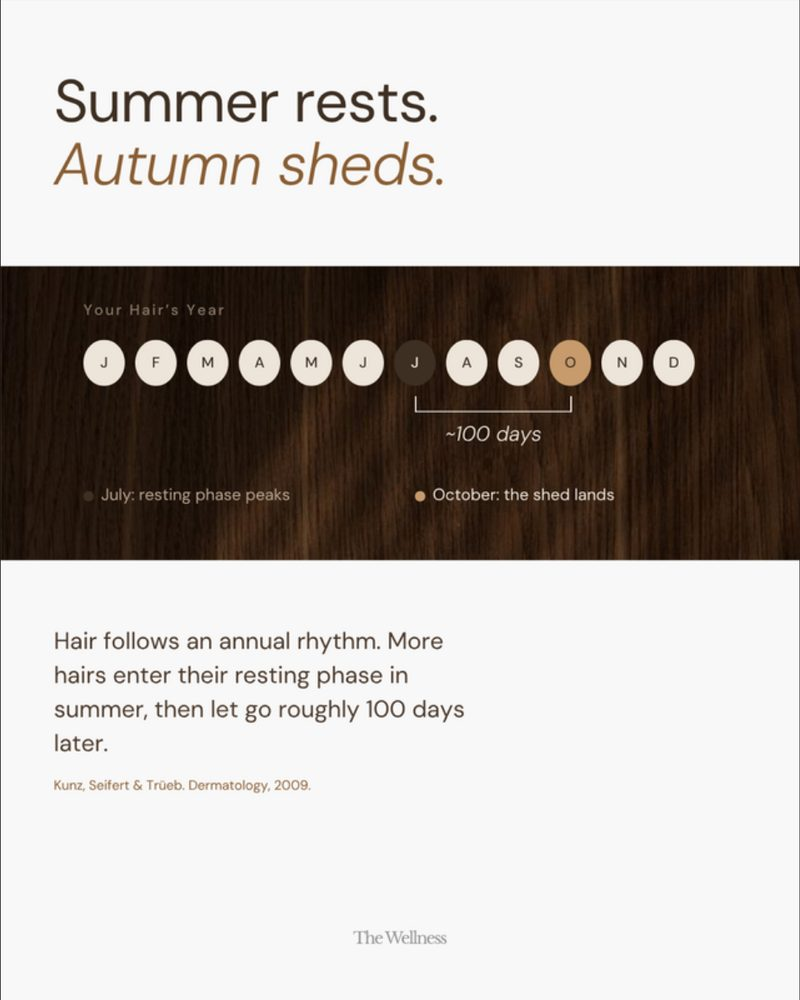 Summer rests.
Autumn sheds.
Your Hair's Year
J F M A M J J A S O N D
~100 days
July: resting phase peaks
October: the shed lands
Hair follows an annual rhythm. More
hairs enter their resting phase in
summer, then let go roughly 100 days
later.
Kunz, Seifert & Trüeb. Dermatology, 2009.
The Wellness